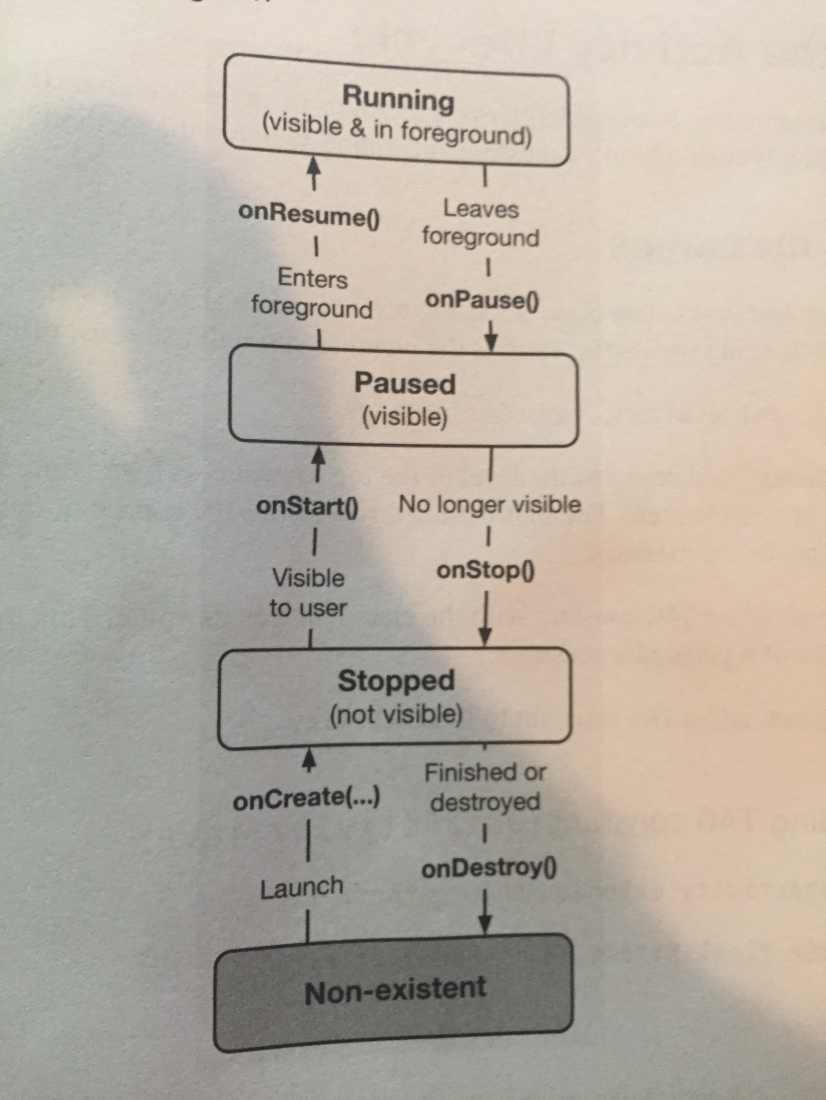 Running
(visible & in foreground)
onResume()
Enters
foreground
Leaves
foreground
onPause()
Paused
(visible)
onStart()
Visible
to user
No longer visible
onStop()
Stopped
(not visible)
onCreate(...)
Launch
Finished or
destroyed
onDestroy()
Non-existent